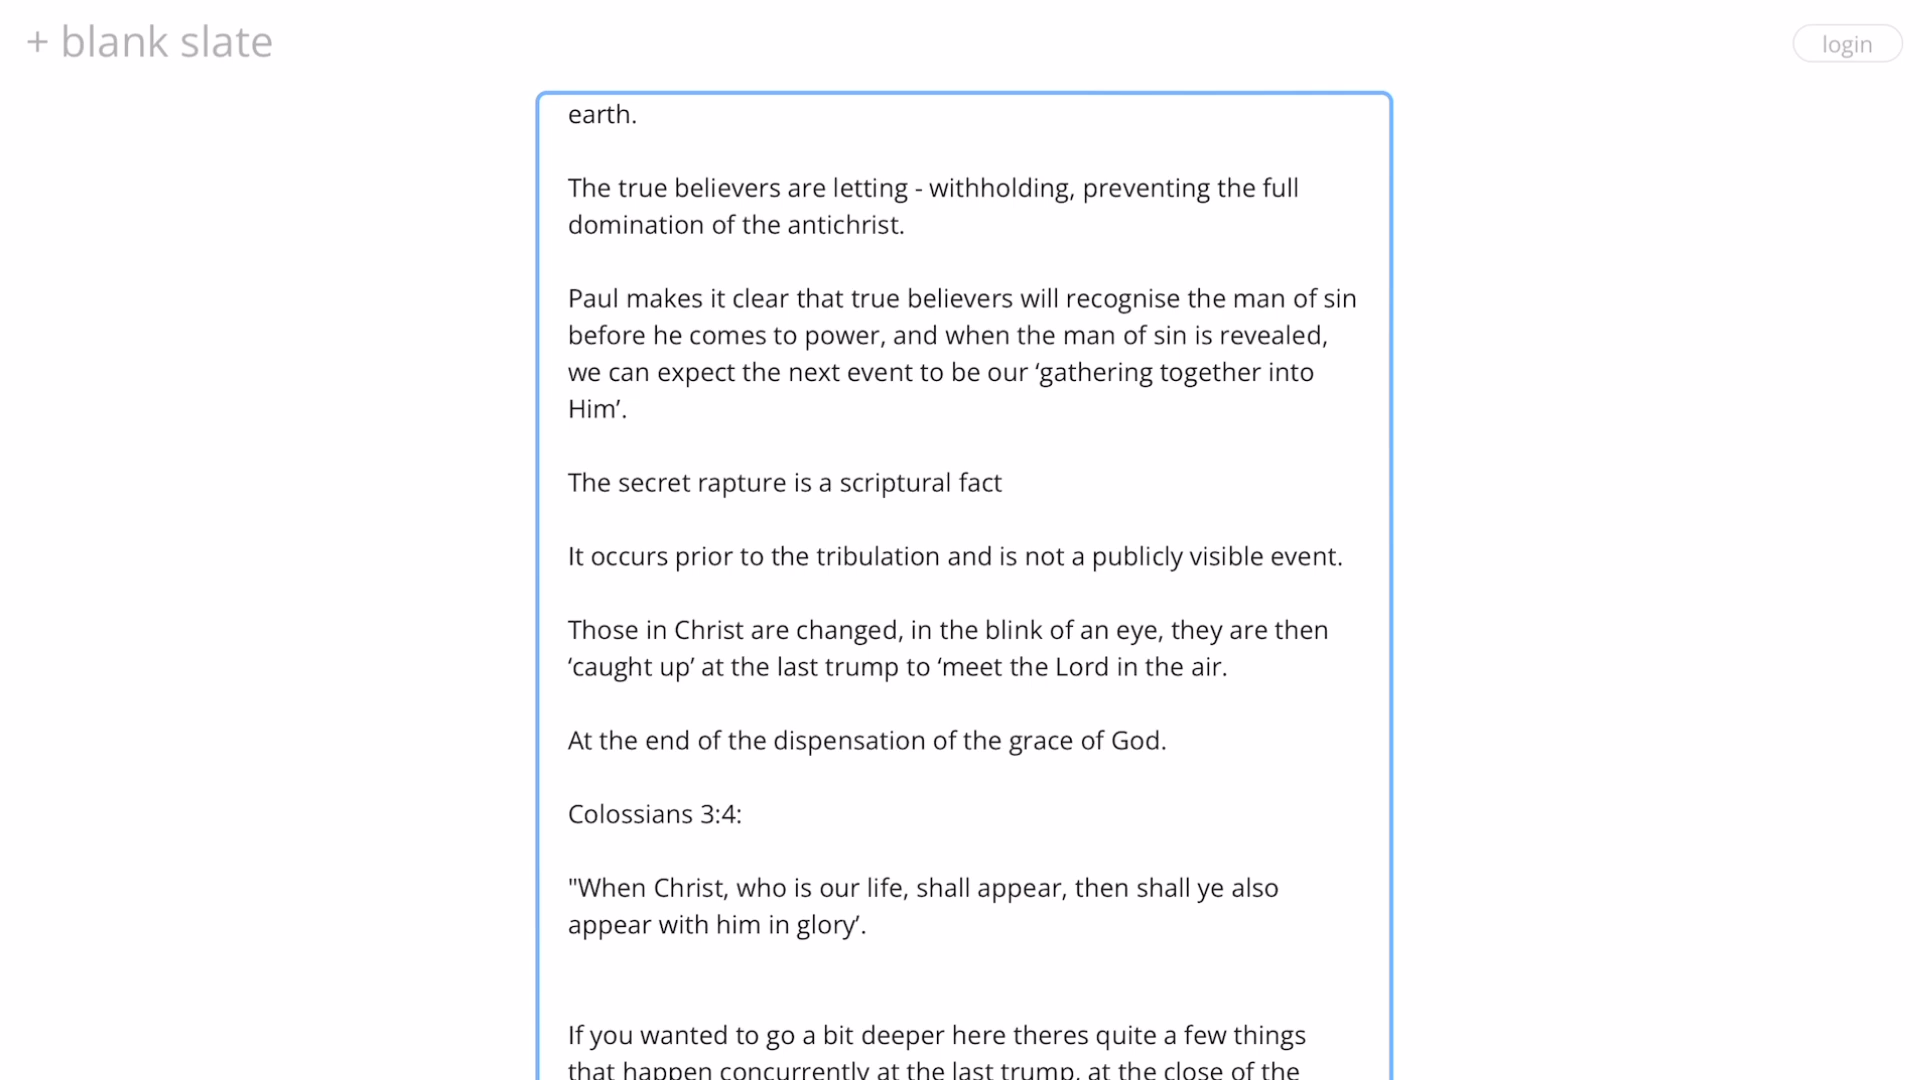 + blank slate
login
earth.
The true believers are letting - withholding, preventing the full
domination of the antichrist.
Paul makes it clear that true believers will recognise the man of sin
before he comes to power, and when the man of sin is revealed,
we can expect the next event to be our ‘gathering together into
Him’.
The secret rapture is a scriptural fact
It occurs prior to the tribulation and is not a publicly visible event.
Those in Christ are changed, in the blink of an eye, they are then
‘caught up’ at the last trump to ‘meet the Lord in the air.
At the end of the dispensation of the grace of God.
Colossians 3:4:
"When Christ, who is our life, shall appear, then shall ye also
appear with him in glory’.
If you wanted to go a bit deeper here theres quite a few things
that happen concurrently at the last trump, at the close of the